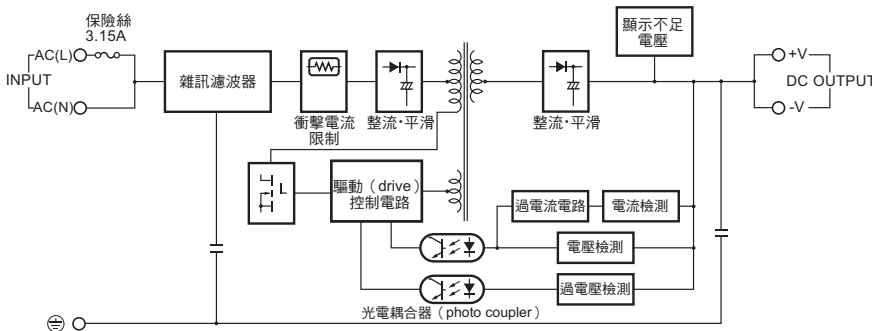 保險絲
3.15A
AC(L)
INPUT
AC(N)
雜訊濾波器
衝擊電流
限制
整流·平滑
整流·平滑
顯示不足
電壓
+V
DC OUTPUT
-V
驅動（drive）
控制電路
過電流電路
電流檢測
電壓檢測
過電壓檢測
光電耦合器（photo coupler）